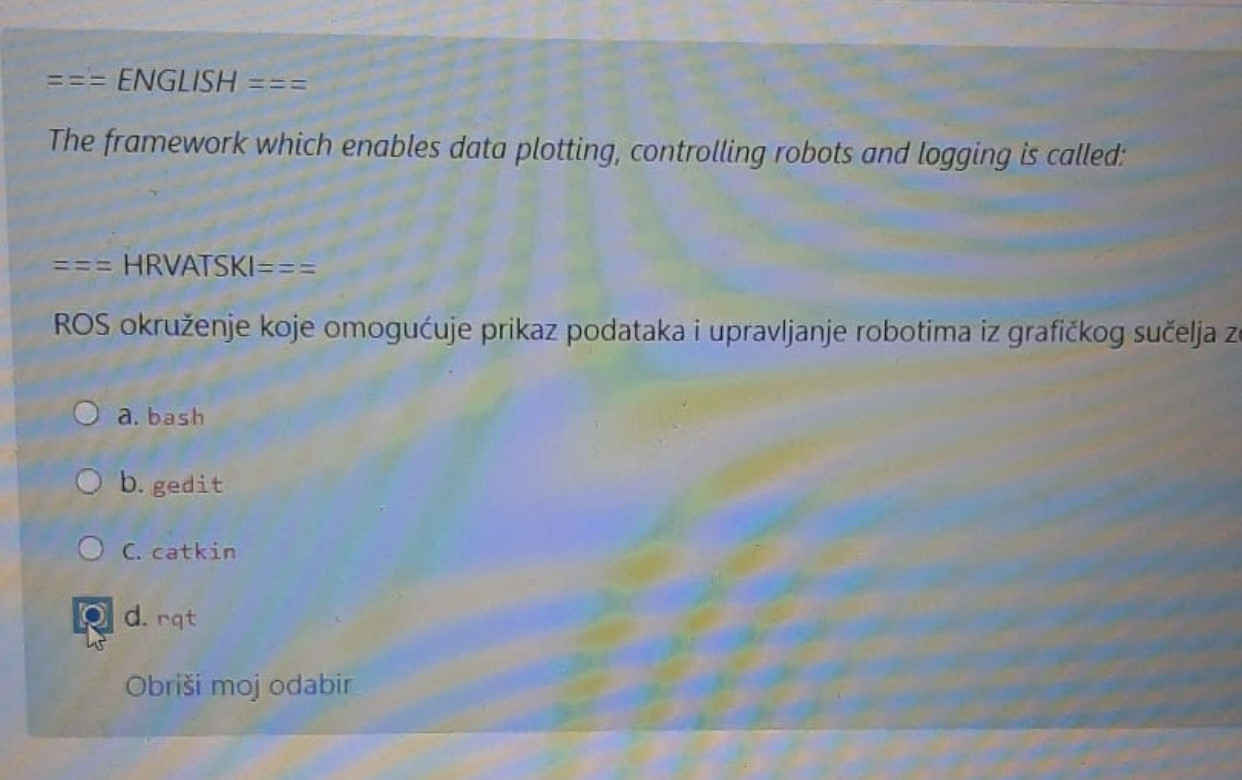 === ENGLISH ===
The framework which enables data plotting, controlling robots and logging is called:
=== HRVATSKI===
ROS okruženje koje omogućuje prikaz podataka i upravljanje robotima iz grafičkog sučelja
a. bash
b. gedit
c. catkin
d. rqt
Obriši moj odabir